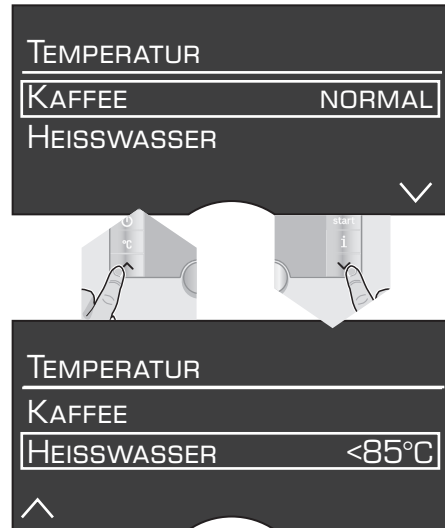 TEMPERATUR
KAFFEE NORMAL
HEISSWASSER
°C
start
i
TEMPERATUR
KAFFEE
HEISSWASSER <85°C